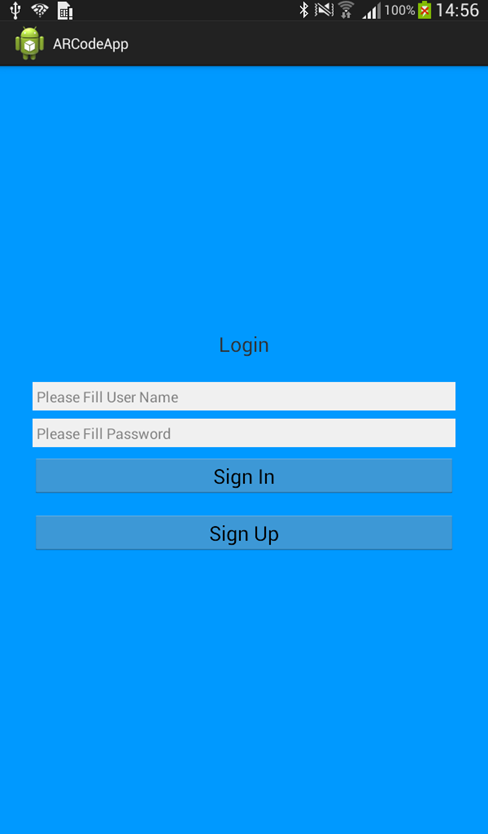 100% 14:56
ARCodeApp
Login
Please Fill User Name
Please Fill Password
Sign In
Sign Up